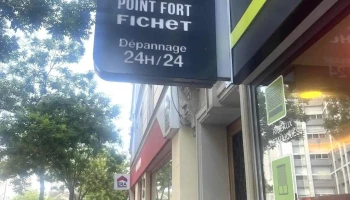 POINT FORT
FICHET
Dépannage
24H/24